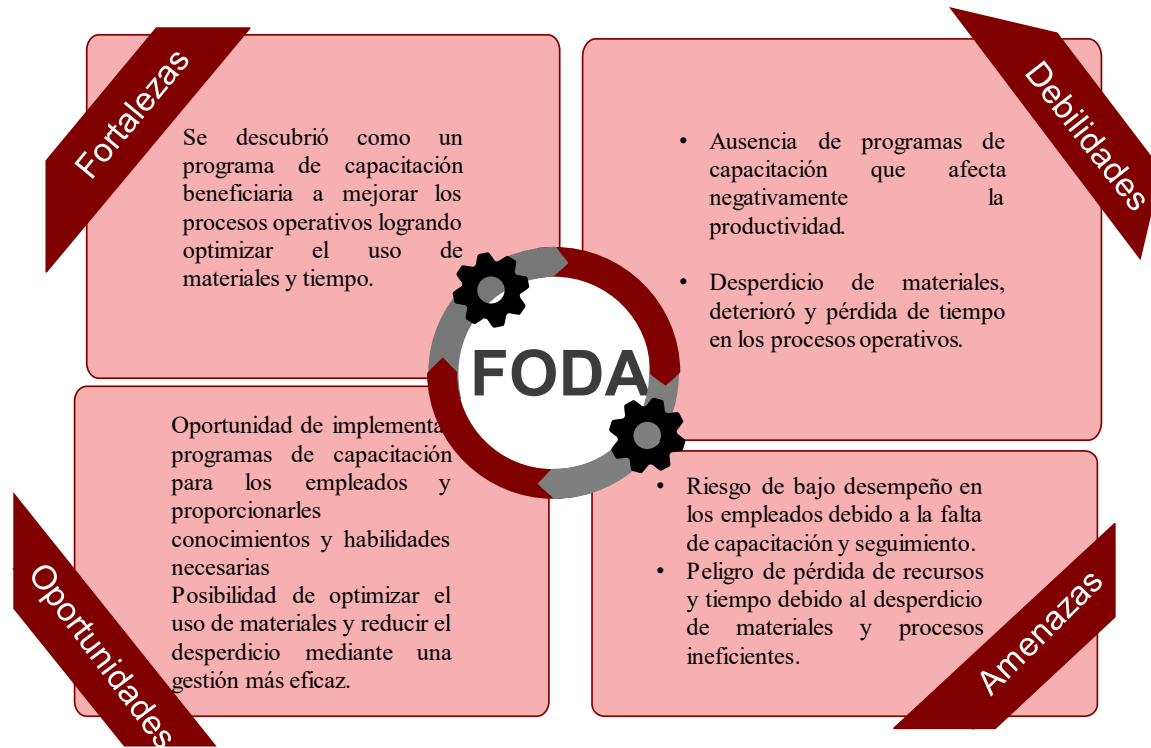 Fortalezas
Se descubrió como un
programa de capacitación
beneficiaria a mejorar los
procesos operativos logrando
optimizar el uso de
materiales y tiempo.
Debilidades
• Ausencia de programas de
capacitación que afecta
negativamente la
productividad.
• Desperdicio de materiales,
deterioró y pérdida de tiempo
en los procesos operativos.
FODA
Oportunidades
Oportunidad de implementa
programas de capacitación
para los empleados y
proporcionarles
conocimientos y habilidades
necesarias
Posibilidad de optimizar el
uso de materiales y reducir el
desperdicio mediante una
gestión más eficaz.
• Riesgo de bajo desempeño en
los empleados debido a la falta
de capacitación y seguimiento.
• Peligro de pérdida de recursos
y tiempo debido al desperdicio
de materiales y procesos
ineficientes.
Amenazas